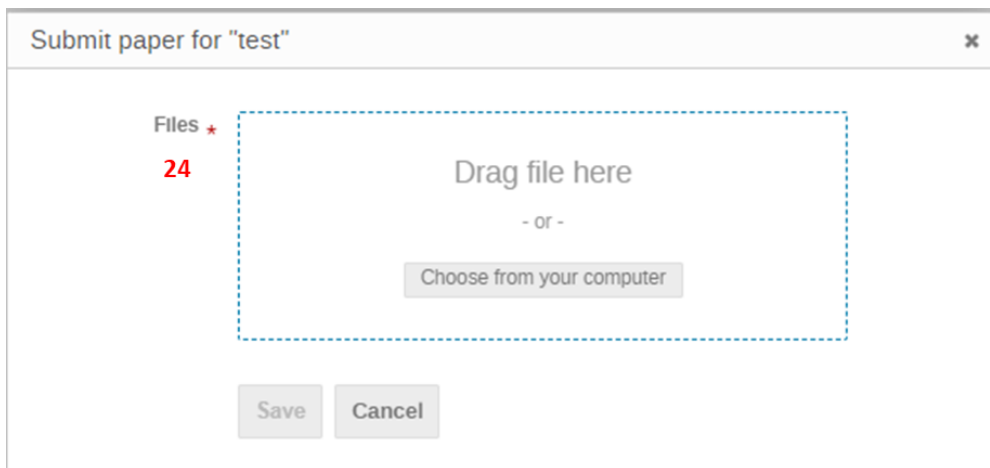 Submit paper for "test" ✖
Files *
24
Drag file here
- or -
Choose from your computer
Save Cancel